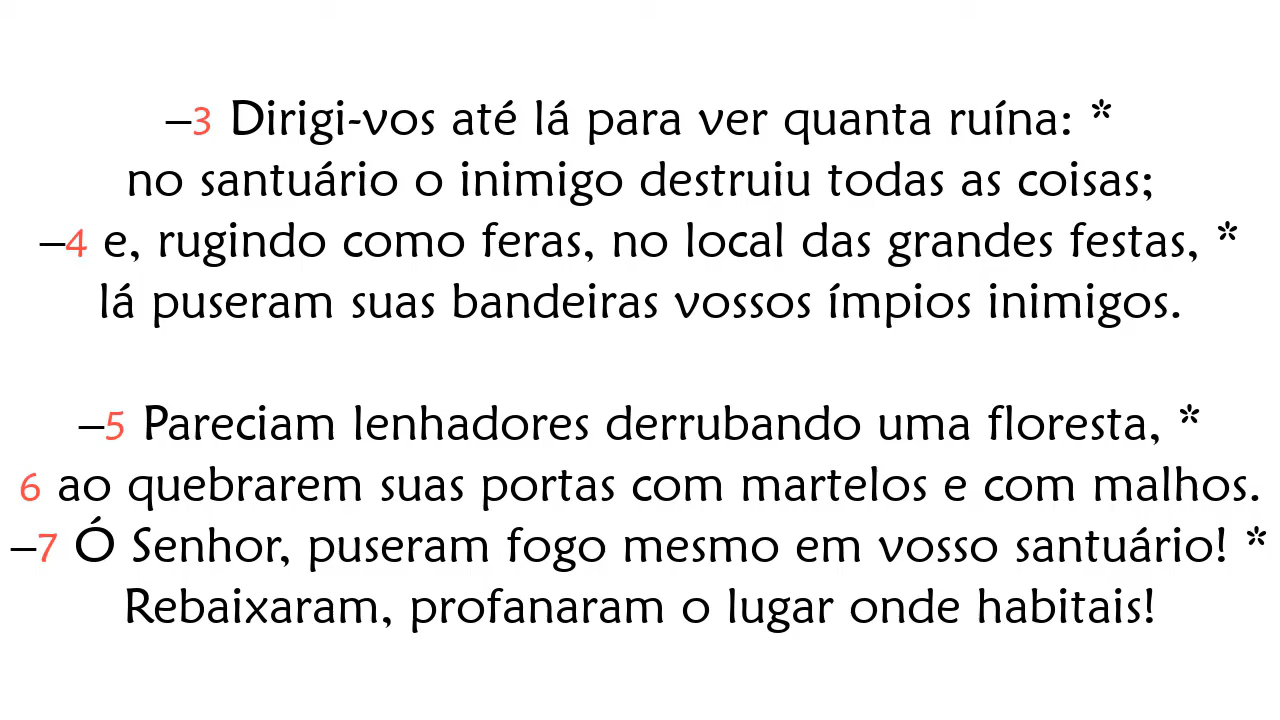 –3 Dirigi-vos até lá para ver quanta ruína: *
no santuário o inimigo destruiu todas as coisas;
–4 e, rugindo como feras, no local das grandes festas, *
lá puseram suas bandeiras vossos ímpios inimigos.
–5 Pareciam lenhadores derrubando uma floresta, *
6 ao quebrarem suas portas com martelos e com malhos.
–7 Ó Senhor, puseram fogo mesmo em vosso santuário! *
Rebaixaram, profanaram o lugar onde habitais!